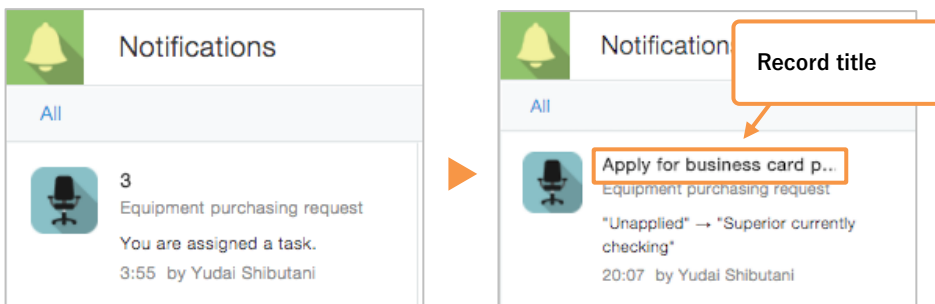 Notifications
All
3
Equipment purchasing request
You are assigned a task.
3:55 by Yudai Shibutani
Notification
Record title
All
Apply for business card p...
Equipment purchasing request
"Unapplied" → "Superior currently
checking"
20:07 by Yudai Shibutani